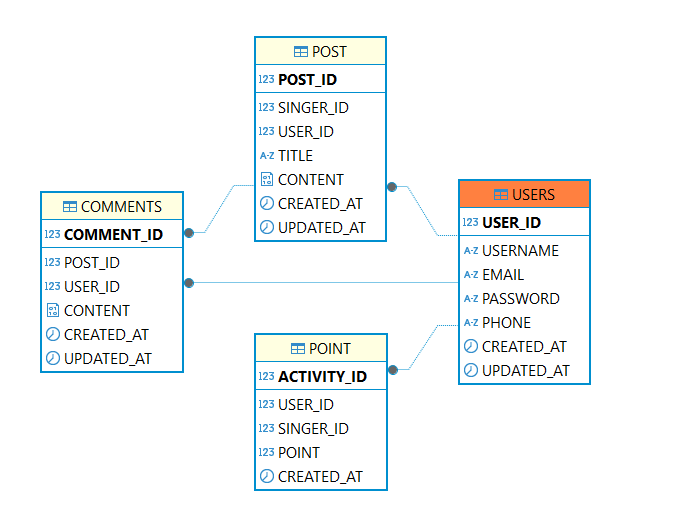 POST
123 POST_ID
123 SINGER_ID
123 USER_ID
A-Z TITLE
CONTENT
CREATED_AT
UPDATED_AT
COMMENTS
123 COMMENT_ID
123 POST_ID
123 USER_ID
CONTENT
CREATED_AT
UPDATED_AT
USERS
123 USER_ID
A-Z USERNAME
A-Z EMAIL
A-Z PASSWORD
A-Z PHONE
CREATED_AT
UPDATED_AT
POINT
123 ACTIVITY_ID
123 USER_ID
123 SINGER_ID
123 POINT
CREATED_AT